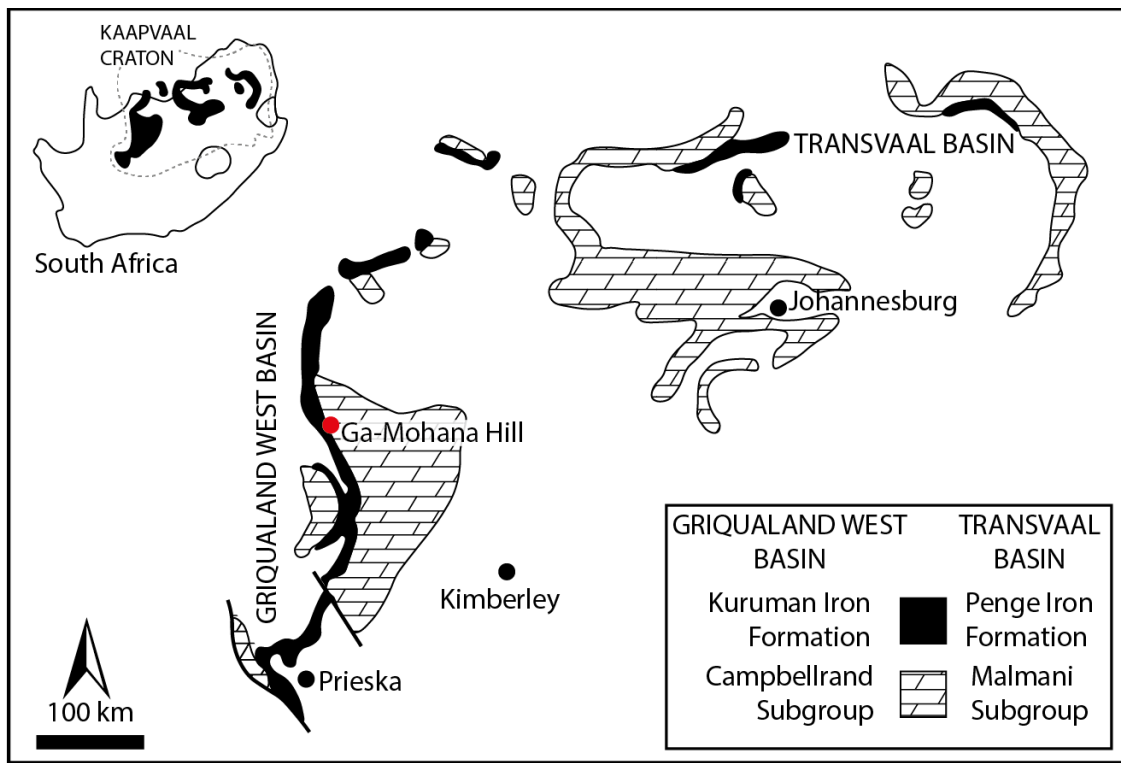 KAAPVAAL
CRATON
South Africa
TRANSVAAL BASIN
Johannesburg
GRIQUALAND WEST BASIN
Ga-Mohana Hill
Kimberley
Prieska
100 km
GRIQUALAND WEST
BASIN
TRANSVAAL
BASIN
Kuruman Iron
Formation
Penge Iron
Formation
Campbellrand
Subgroup
Malmani
Subgroup